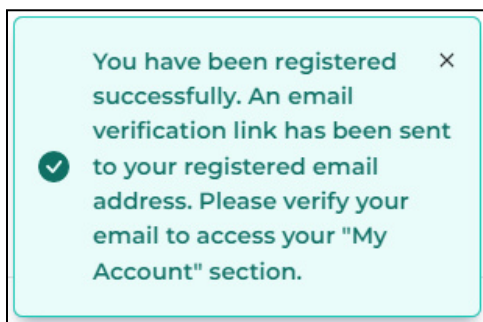 You have been registered
successfully. An email
verification link has been sent
to your registered email
address. Please verify your
email to access your "My
Account" section.